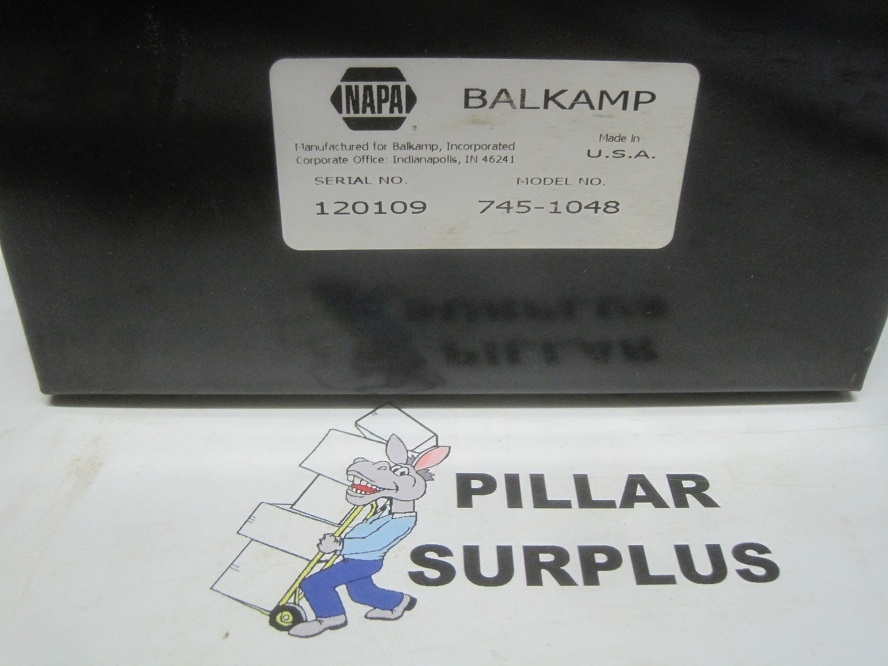 NAPA
BALKAMP
Manufactured for Balkamp, Incorporated
Corporate Office: Indianapolis, IN 46241
Made in
U.S.A.
SERIAL NO.
MODEL NO.
120109
745-1048
PILLAR
SURPLUS